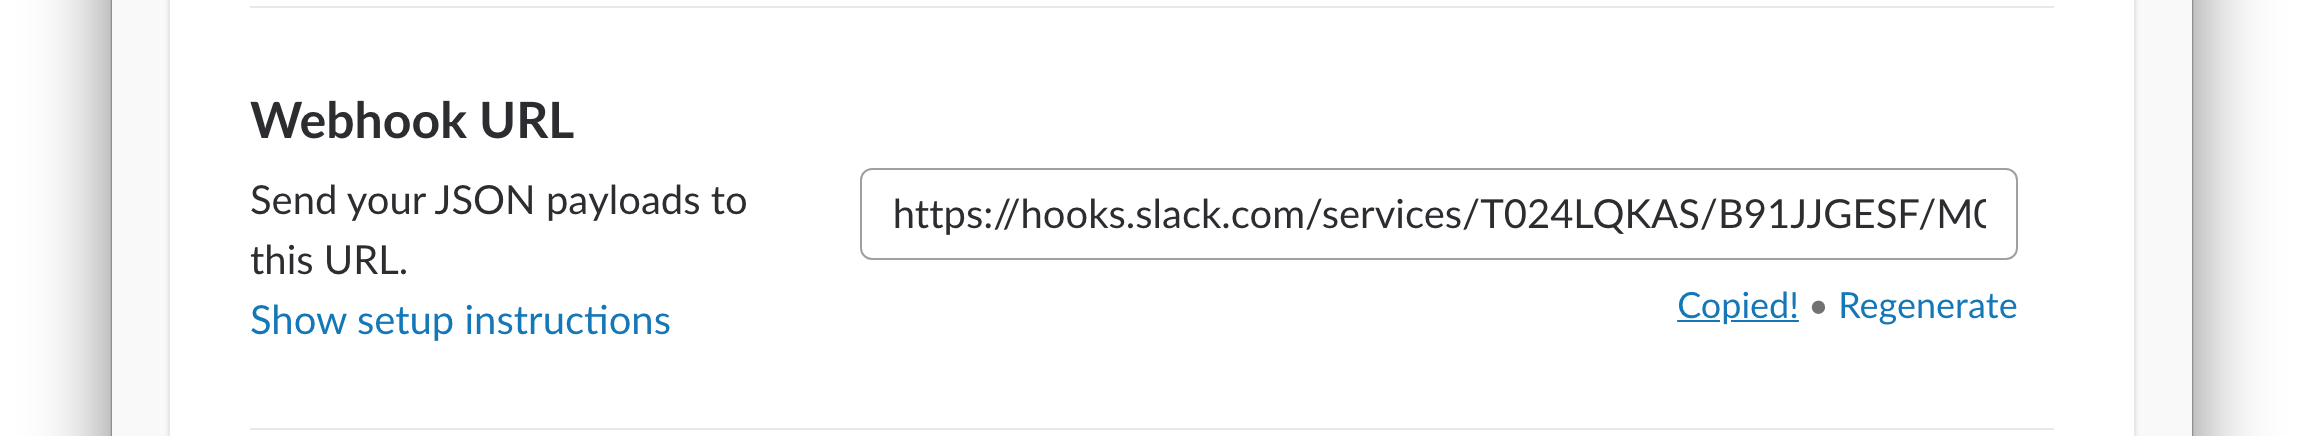 Webhook URL
Send your JSON payloads to
this URL.
Show setup instructions
https://hooks.slack.com/services/T024LQKAS/B91JJGESF/M
Copied! • Regenerate